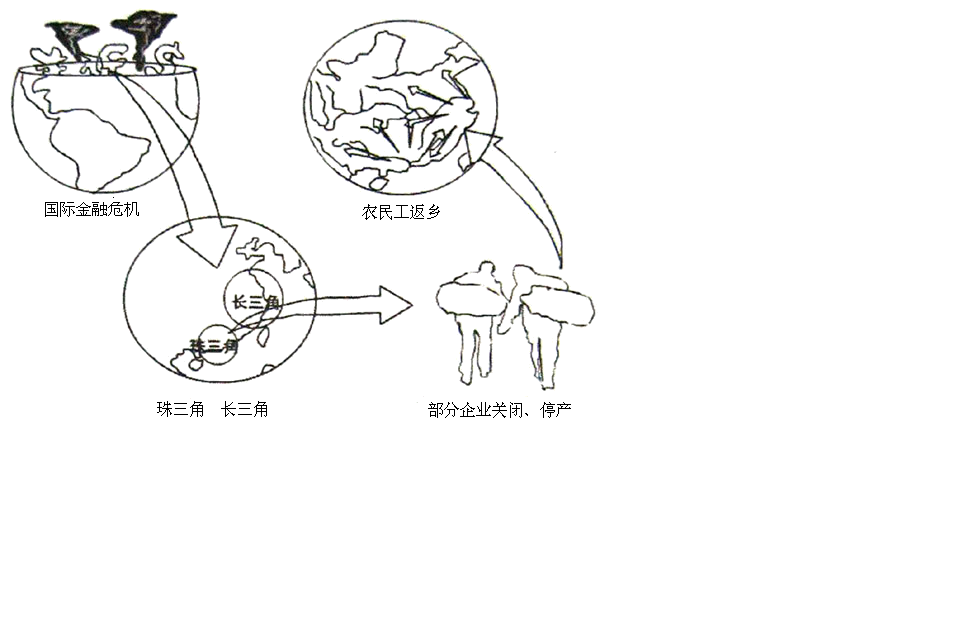 国际金融危机
农民工返乡
长三角
珠三角
珠三角 长三角
部分企业关闭、停产